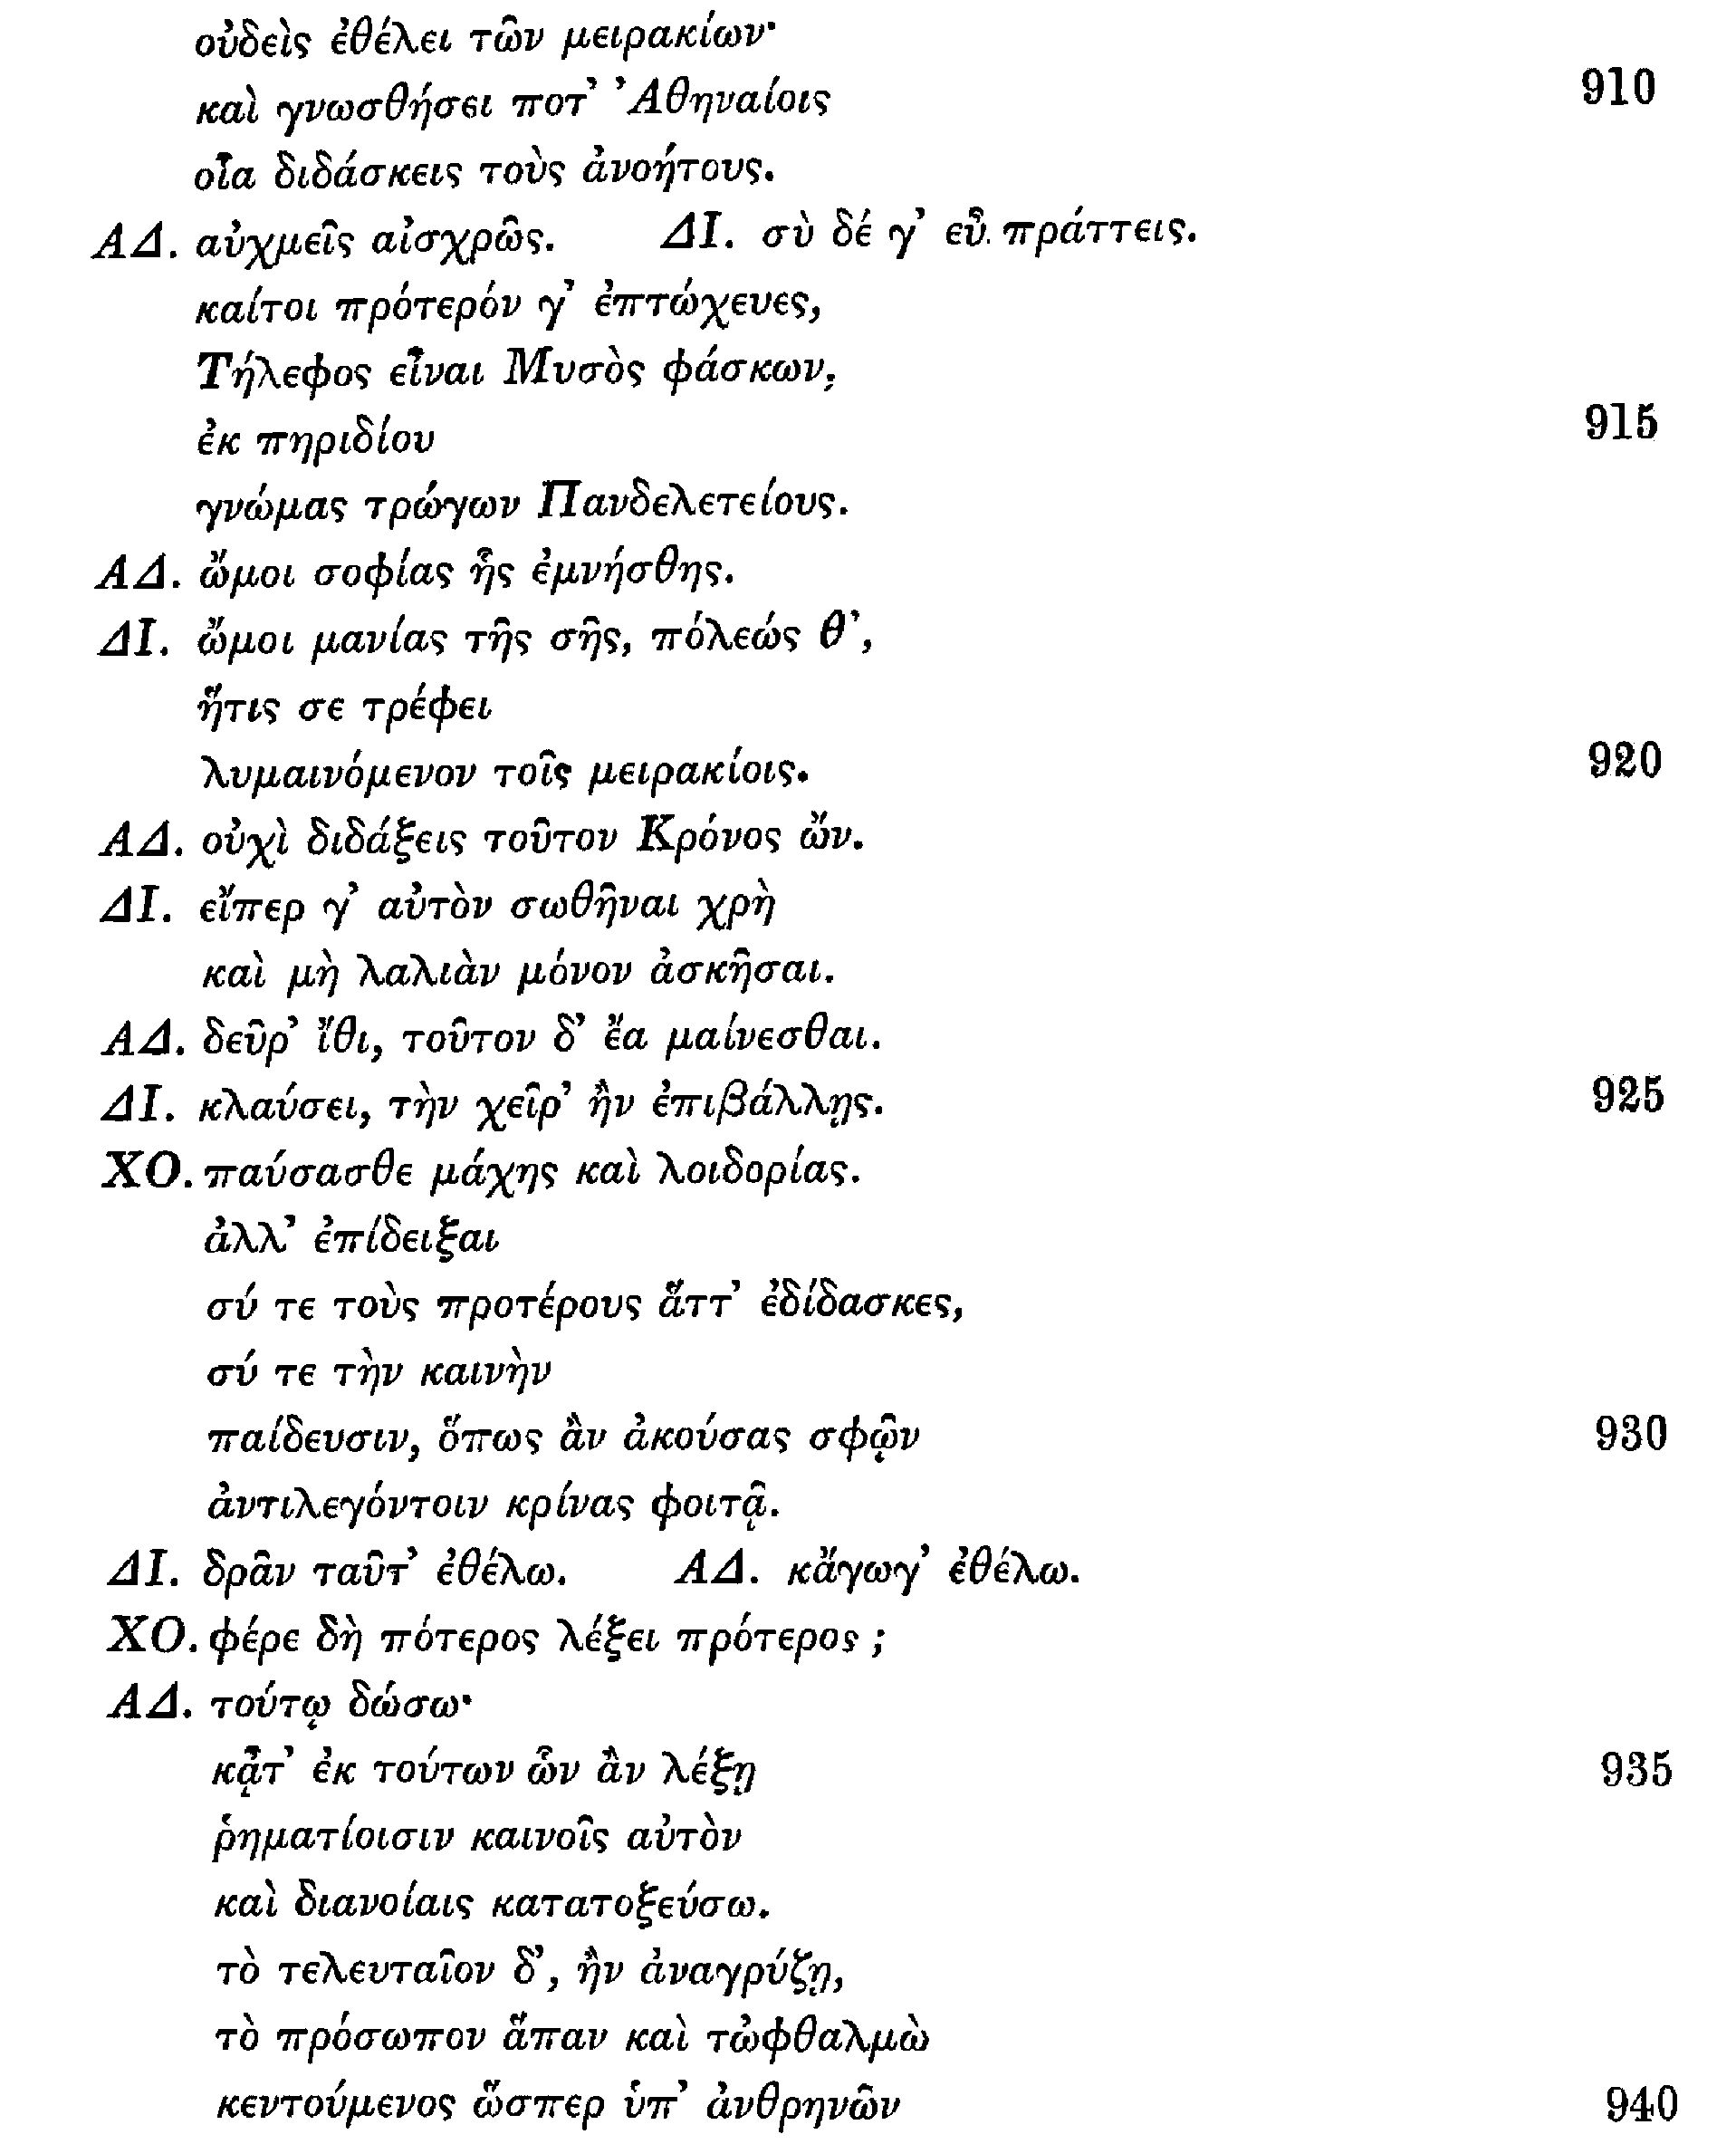 οὐδεὶς ἐθέλει τῶν μειρακίων·
καὶ γνωσθήσει ποτ’ Ἀθηναίοις 910
οἷα διδάσκεις τοὺς ἀνοήτους.
ΑΔ. αὐχμεῖς αἰσχρῶς. ΔΙ. σὺ δέ γ’ εὖ πράττεις.
καίτοι πρότερόν γ’ ἐπτώχευες,
Τήλεφος εἶναι Μυσὸς φάσκων,
ἐκ πηριδίου 915
γνώμας τρώγων Πανδελετείους.
ΑΔ. ὤμοι σοφίας ἧς ἐμνήσθης.
ΔΙ. ὤμοι μανίας τῆς σῆς, πόλεώς θ’,
ἥτις σε τρέφει
λυμαινόμενον τοῖς μειρακίοις. 920
ΑΔ. οὐχὶ διδάξεις τοῦτον Κρόνος ὤν.
ΔΙ. εἴπερ γ’ αὐτὸν σωθῆναι χρὴ
καὶ μὴ λαλιὰν μόνον ἀσκῆσαι.
ΑΔ. δεῦρ’ ἴθι, τοῦτον δ’ ἔα μαίνεσθαι.
ΔΙ. κλαύσει, τὴν χεῖρ’ ἢν ἐπιβάλλῃς. 925
ΧΟ. παύσασθε μάχης καὶ λοιδορίας.
ἀλλ’ ἐπίδειξαι
σύ τε τοὺς προτέρους ἅττ’ ἐδίδασκες,
σύ τε τὴν καινὴν
παίδευσιν, ὅπως ἂν ἀκούσας σφῷν 930
ἀντιλεγόντοιν κρίνας φοιτᾷ.
ΔΙ. δρᾶν ταῦτ’ ἐθέλω. ΑΔ. κἄγωγ’ ἐθέλω.
ΧΟ. φέρε δὴ πότερος λέξει πρότερος ;
ΑΔ. τούτῳ δώσω·
κᾆτ’ ἐκ τούτων ὧν ἂν λέξῃ 935
ῥηματίοισιν καινοῖς αὐτὸν
καὶ διανοίαις κατατοξεύσω.
τὸ τελευταῖον δ’, ἢν ἀναγρύζῃ,
τὸ πρόσωπον ἅπαν καὶ τὠφθαλμὼ
κεντούμενος ὥσπερ ὑπ’ ἀνθρηνῶν 940